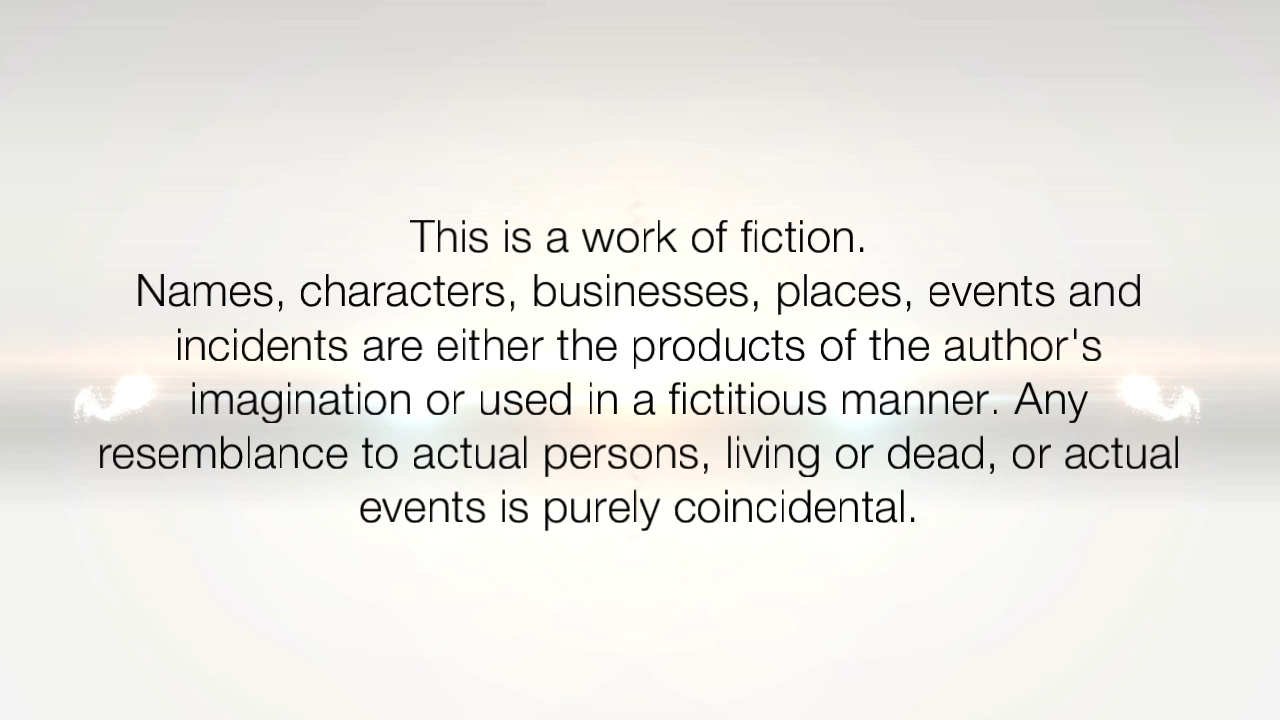 This is a work of fiction.
Names, characters, businesses, places, events and
incidents are either the products of the author's
imagination or used in a fictitious manner. Any
resemblance to actual persons, living or dead, or actual
events is purely coincidental.